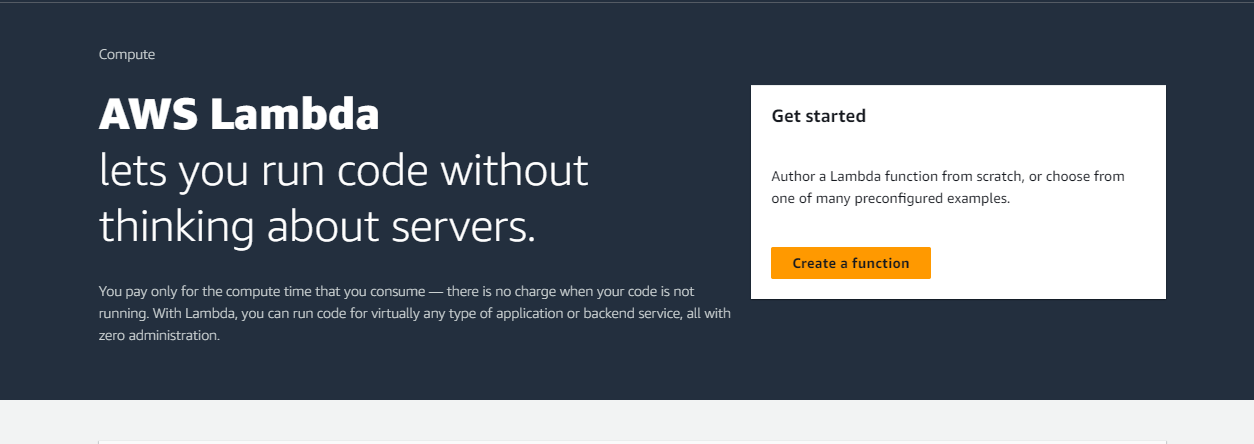 Compute
AWS Lambda
lets you run code without
thinking about servers.
You pay only for the compute time that you consume — there is no charge when your code is not
running. With Lambda, you can run code for virtually any type of application or backend service, all with
zero administration.
Get started
Author a Lambda function from scratch, or choose from
one of many preconfigured examples.
Create a function